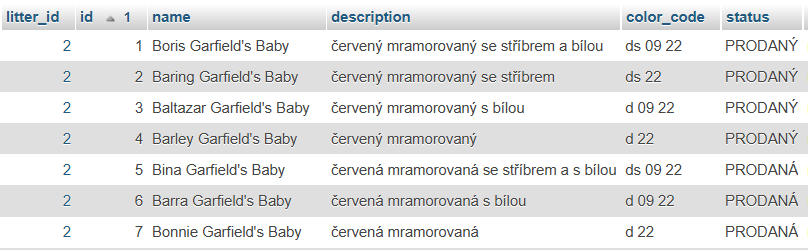 litter_id id 1 name description color_code status
2 1 Boris Garfield's Baby červený mramorovaný se stříbrem a bílou ds 09 22 PRODANÝ
2 2 Baring Garfield's Baby červený mramorovaný se stříbrem ds 22 PRODANÝ
2 3 Baltazar Garfield's Baby červený mramorovaný s bílou d 09 22 PRODANÝ
2 4 Barley Garfield's Baby červený mramorovaný d 22 PRODANÝ
2 5 Bina Garfield's Baby červená mramorovaná se stříbrem a s bílou ds 09 22 PRODANÁ
2 6 Barra Garfield's Baby červená mramorovaná s bílou d 09 22 PRODANÁ
2 7 Bonnie Garfield's Baby červená mramorovaná d 22 PRODANÁ